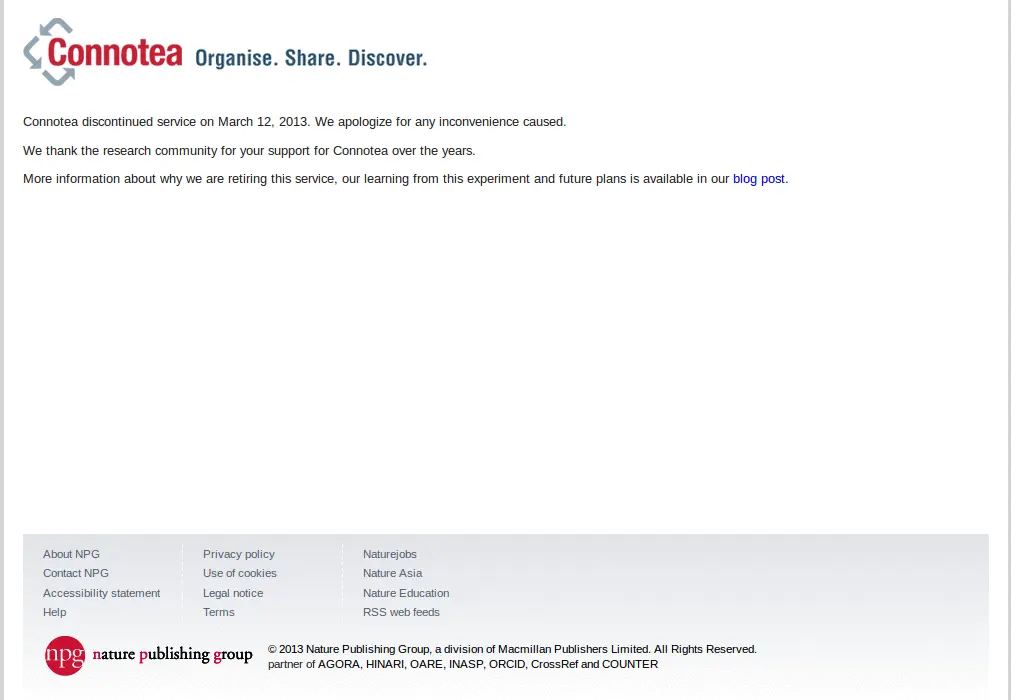 Connotea Organise. Share. Discover.
Connotea discontinued service on March 12, 2013. We apologize for any inconvenience caused.
We thank the research community for your support for Connotea over the years.
More information about why we are retiring this service, our learning from this experiment and future plans is available in our blog post.
About NPG
Contact NPG
Accessibility statement
Help
Privacy policy
Use of cookies
Legal notice
Terms
Naturejobs
Nature Asia
Nature Education
RSS web feeds
npg nature publishing group
© 2013 Nature Publishing Group, a division of Macmillan Publishers Limited. All Rights Reserved.
partner of AGORA, HINARI, OARE, INASP, ORCID, CrossRef and COUNTER